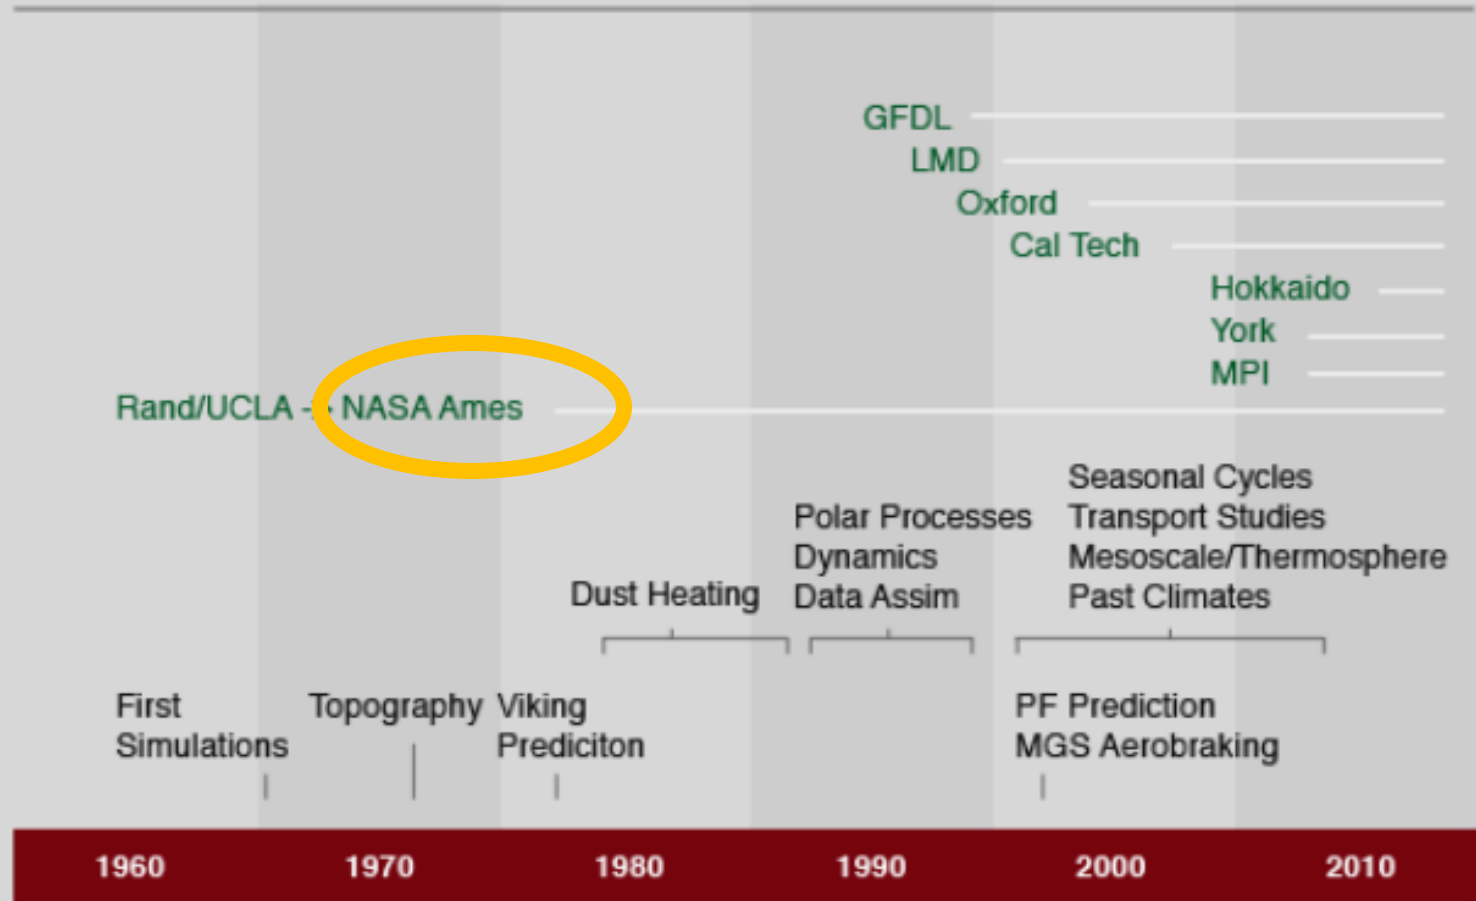 GFDL
LMD
Oxford
Cal Tech
Hokkaido
York
MPI
Rand/UCLA -> NASA Ames
Seasonal Cycles
Polar Processes Transport Studies
Dynamics Mesoscale/Thermosphere
Dust Heating Data Assim Past Climates
First Topography Viking PF Prediction
Simulations Prediciton MGS Aerobraking
1960 1970 1980 1990 2000 2010